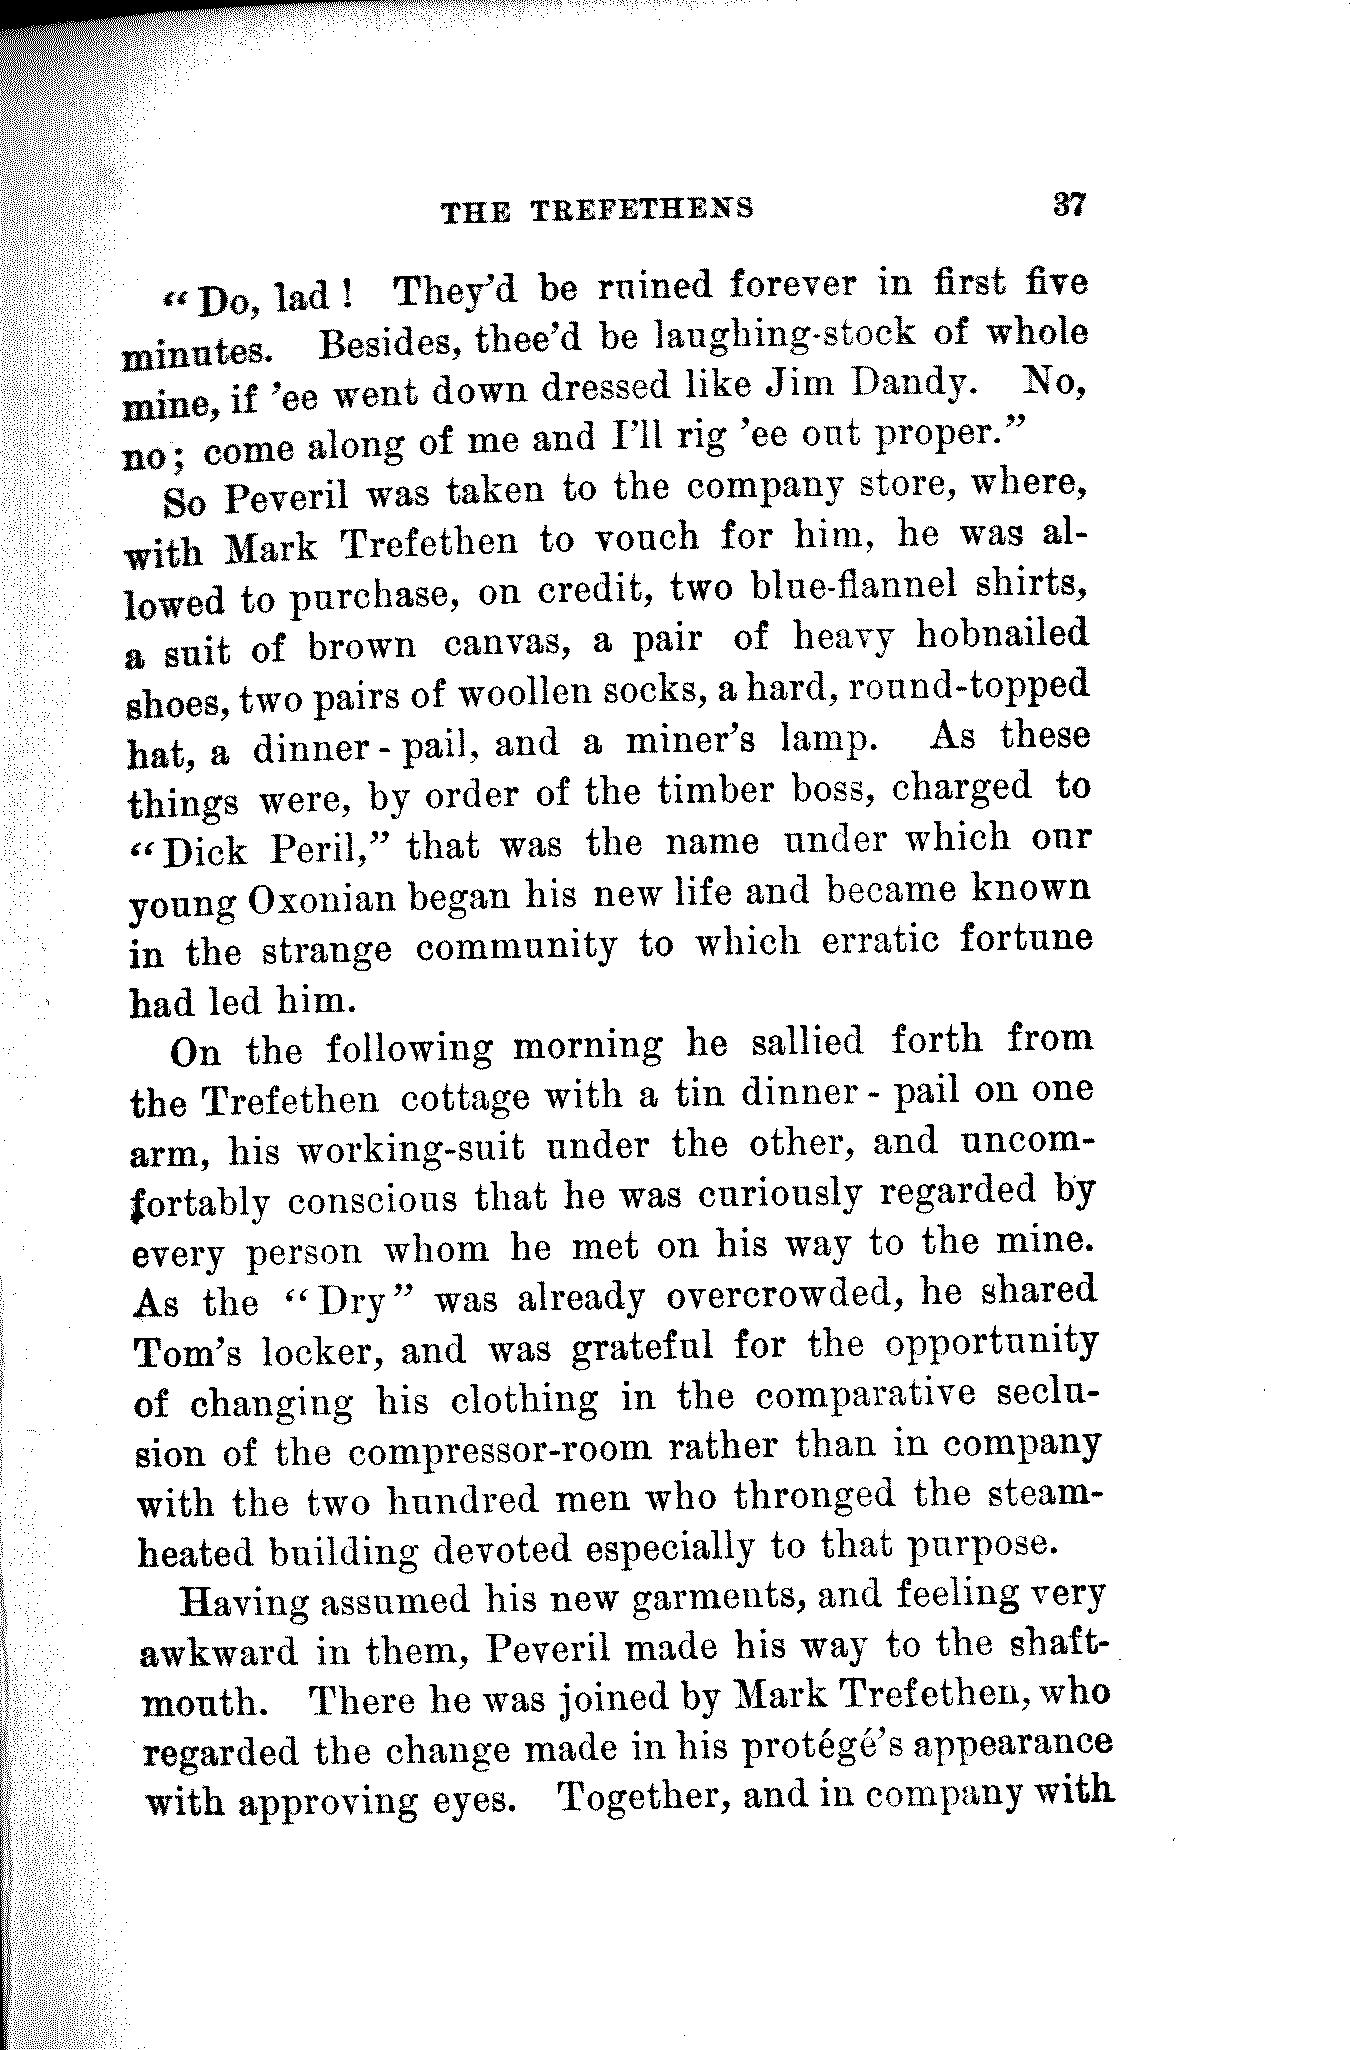 THE TREFETHENS 37
“Do, lad! They’d be ruined forever in first five
minutes. Besides, thee’d be laughing-stock of whole
mine, if ’ee went down dressed like Jim Dandy. No,
no; come along of me and I’ll rig ’ee out proper.”
So Peveril was taken to the company store, where,
with Mark Trefethen to vouch for him, he was al-
lowed to purchase, on credit, two blue-flannel shirts,
a suit of brown canvas, a pair of heavy hobnailed
shoes, two pairs of woollen socks, a hard, round-topped
hat, a dinner-pail, and a miner’s lamp. As these
things were, by order of the timber boss, charged to
“Dick Peril,” that was the name under which our
young Oxonian began his new life and became known
in the strange community to which erratic fortune
had led him.
On the following morning he sallied forth from
the Trefethen cottage with a tin dinner-pail on one
arm, his working-suit under the other, and uncom-
fortably conscious that he was curiously regarded by
every person whom he met on his way to the mine.
As the “Dry” was already overcrowded, he shared
Tom’s locker, and was grateful for the opportunity
of changing his clothing in the comparative seclu-
sion of the compressor-room rather than in company
with the two hundred men who thronged the steam-
heated building devoted especially to that purpose.
Having assumed his new garments, and feeling very
awkward in them, Peveril made his way to the shaft-
mouth. There he was joined by Mark Trefethen, who
regarded the change made in his protégé’s appearance
with approving eyes. Together, and in company with